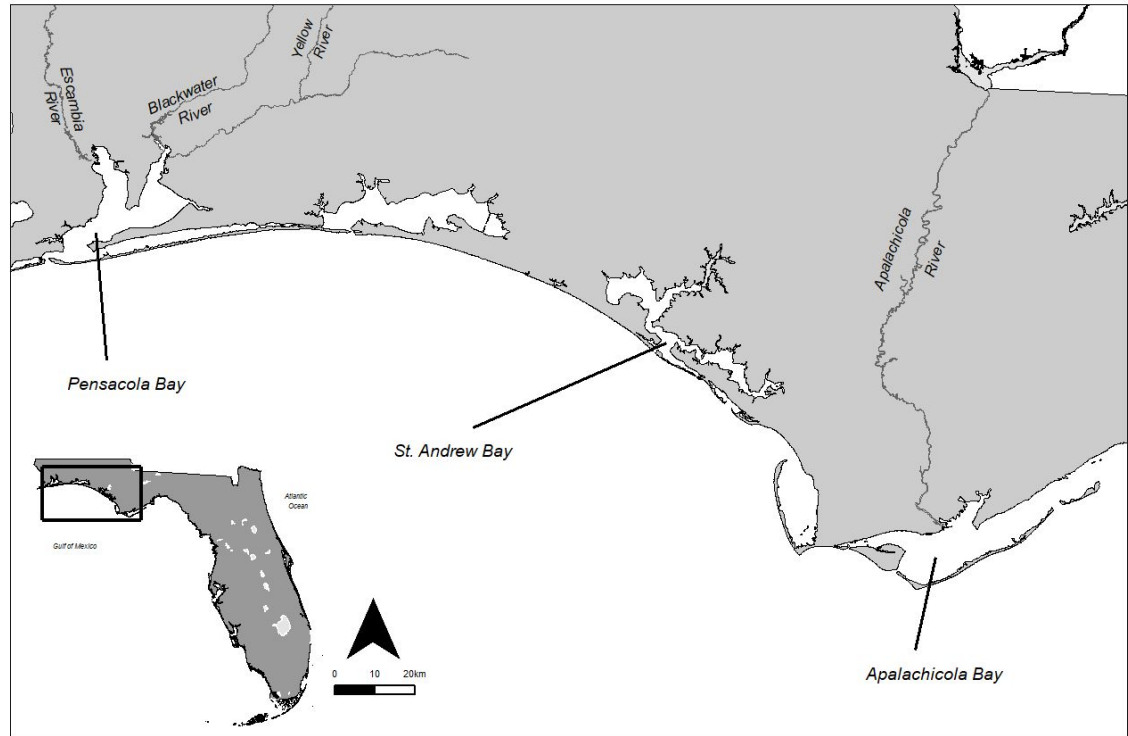 Escambia
River
Blackwater
River
Yellow
River
Apalachicola
River
Pensacola Bay
St. Andrew Bay
Apalachicola Bay
Atlantic
Ocean
Gulf of Mexico
0 10 20km